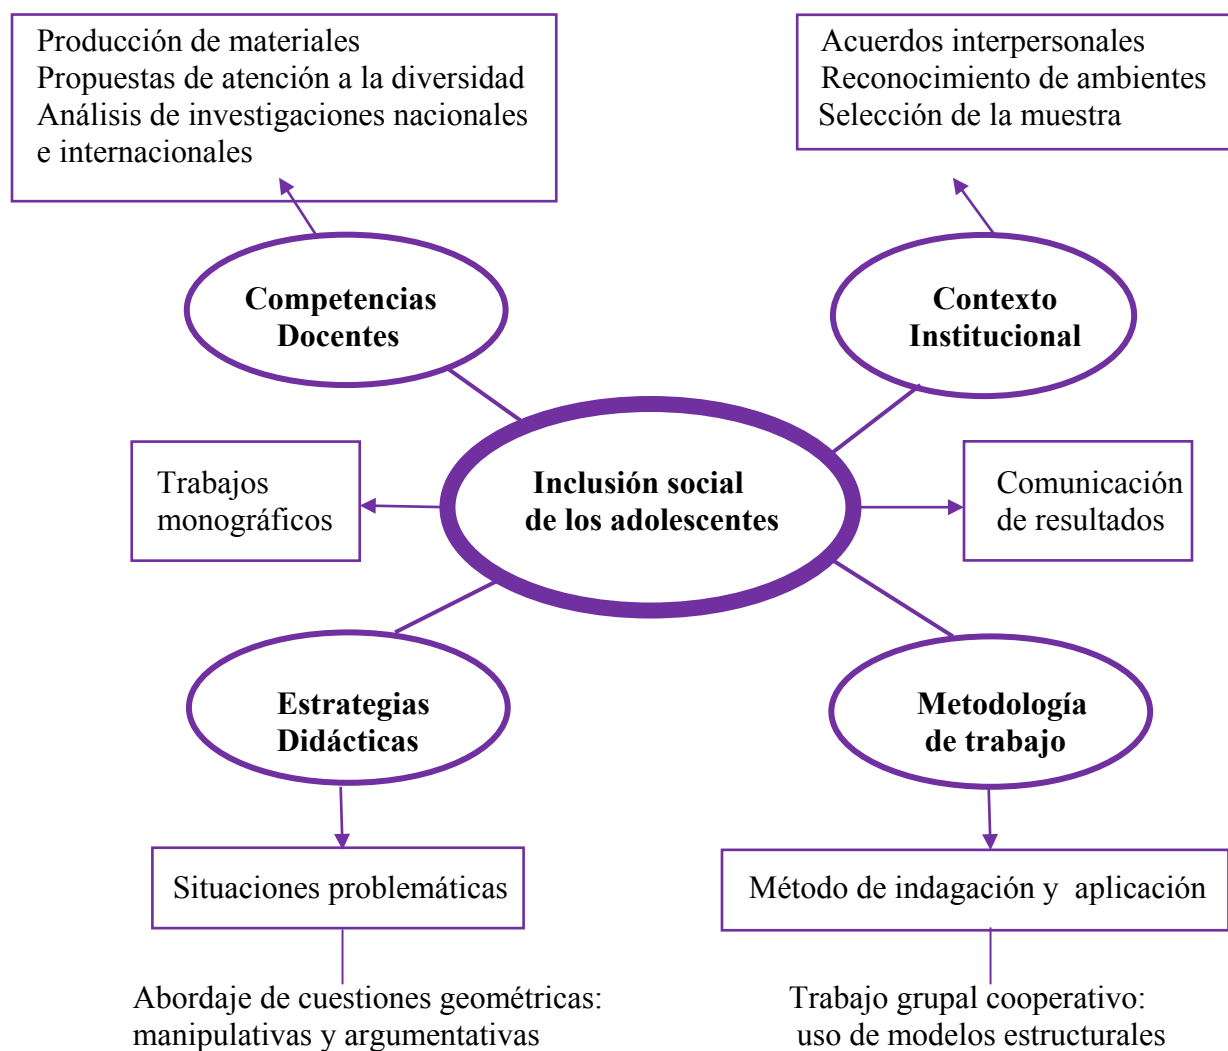 Producción de materiales
Propuestas de atención a la diversidad
Análisis de investigaciones nacionales
e internacionales
Acuerdos interpersonales
Reconocimiento de ambientes
Selección de la muestra
Competencias
Docentes
Contexto
Institucional
Trabajos
monográficos
Inclusión social
de los adolescentes
Comunicación
de resultados
Estrategias
Didácticas
Metodología
de trabajo
Situaciones problemáticas
Método de indagación y aplicación
Abordaje de cuestiones geométricas:
manipulativas y argumentativas
Trabajo grupal cooperativo:
uso de modelos estructurales